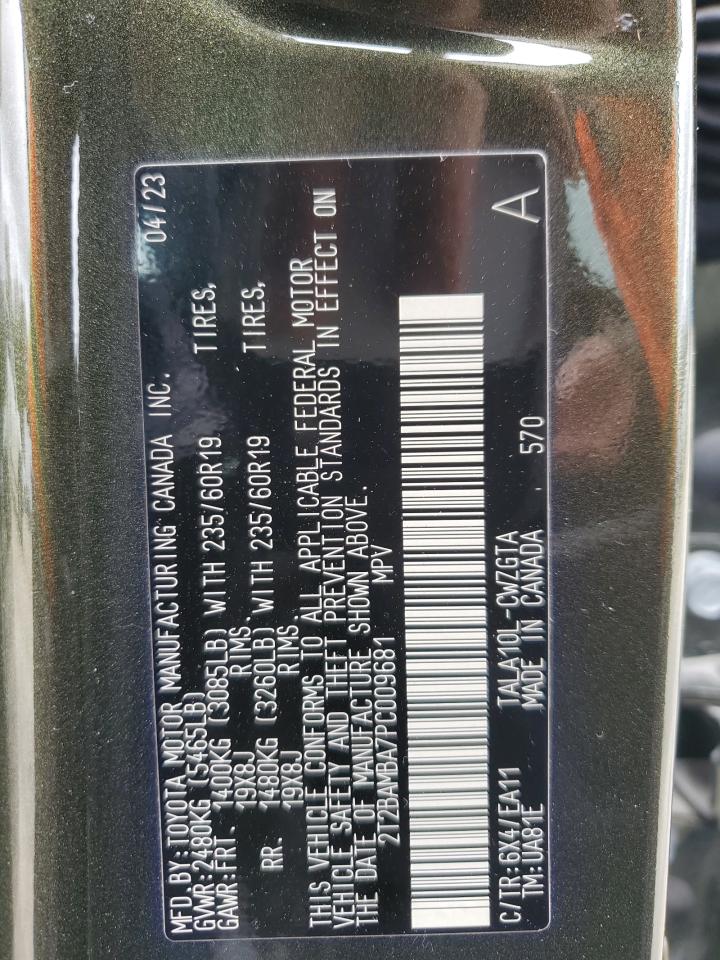 MFD.BY:TOYOTA MOTOR MANUFACTURING CANADA INC. 04/23
GVWR:2480KG (5465LB)
GAWR:FRT. 1400KG (3085LB) WITH 235/60R19 TIRES,
19X8J RIMS.
RR. 1480KG (3260LB) WITH 235/60R19 TIRES,
19X8J RIMS
THIS VEHICLE CONFORMS TO ALL APPLICABLE FEDERAL MOTOR
VEHICLE SAFETY AND THEFT PREVENTION STANDARDS IN EFFECT ON
THE DATE OF MANUFACTURE SHOWN ABOVE.
2T2BAMBA7PC009681 MPV
C/TR:6X4/EA11 TALA10L-CWZGTA
TM:UA81E MADE IN CANADA 570 A